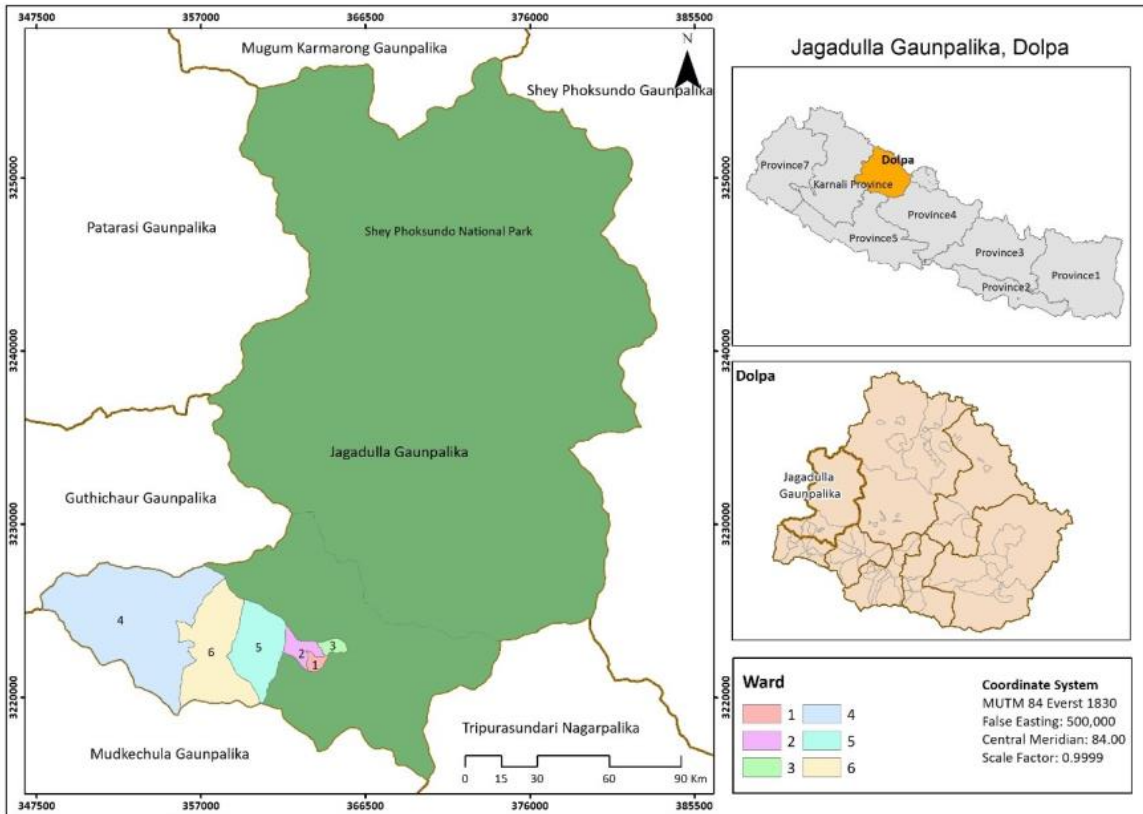 347500 357000 366500 376000 385500
Mugum Karmarong Gaunpalika
N
Shey Phoksundo Gaunpalika
3250000
3250000
Patarasi Gaunpalika
Shey Phoksundo National Park
3240000
3240000
Jagadulla Gaunpalika
Guthichaur Gaunpalika
3230000
3230000
4
6
5
2
3
1
3220000
3220000
Mudkechula Gaunpalika
Tripurasundari Nagarpalika
0 15 30 60 90 Km
347500 357000 366500 376000 385500
Jagadulla Gaunpalika, Dolpa
Province7
Dolpa
Karnali Province
Province4
Province5
Province3
Province1
Province2
Dolpa
Jagadulla
Gaunpalika
Ward
1 4
2 5
3 6
Coordinate System
MUTM 84 Everst 1830
False Easting: 500,000
Central Meridian: 84.00
Scale Factor: 0.9999